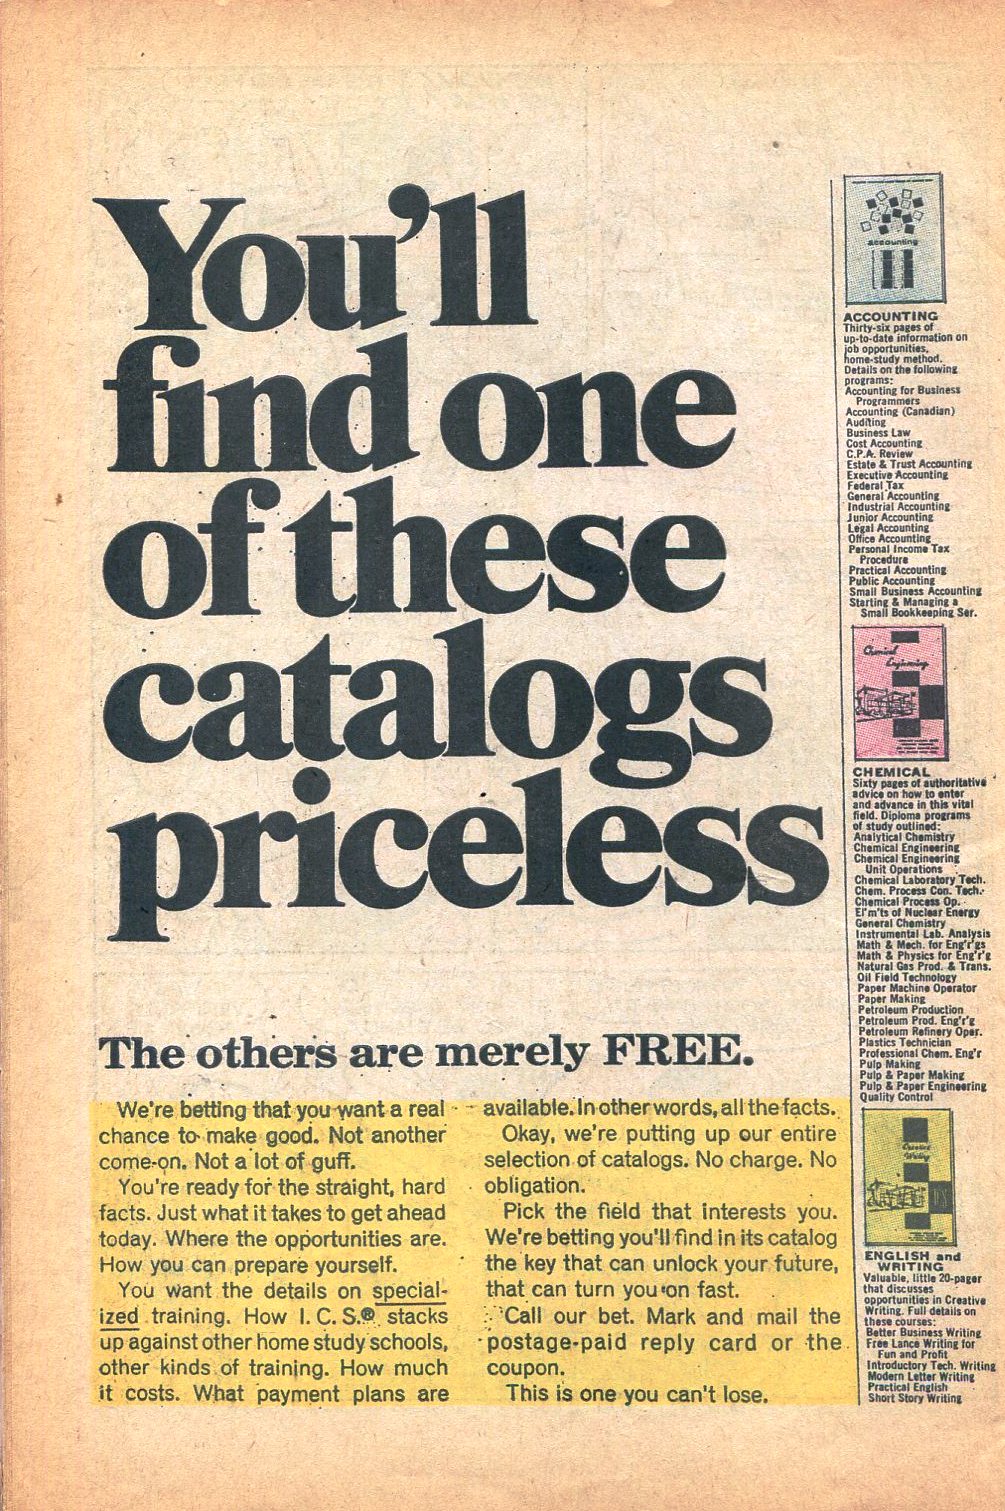 You'll
find one
of these
catalogs
priceless
The others are merely FREE.
We're betting that you want a real
chance to make good. Not another
come-on. Not a lot of guff.
You're ready for the straight, hard
facts. Just what it takes to get ahead
today. Where the opportunities are.
How you can prepare yourself.
You want the details on special-
ized training. How I. C. S.® stacks
up against other home study schools,
other kinds of training. How much
it costs. What payment plans are
available. In other words, all the facts.
Okay, we're putting up our entire
selection of catalogs. No charge. No
obligation.
Pick the field that interests you.
We're betting you'll find in its catalog
the key that can unlock your future,
that can turn you on fast.
Call our bet. Mark and mail the
postage-paid reply card or the
coupon.
This is one you can't lose.
accounting
ACCOUNTING
Thirty-six pages of
up-to-date information on
job opportunities,
home-study method.
Details on the following
programs:
Accounting for Business
Programmers
Accounting (Canadian)
Auditing
Business Law
Cost Accounting
C.P.A. Review
Estate & Trust Accounting
Executive Accounting
Federal Tax
General Accounting
Industrial Accounting
Junior Accounting
Legal Accounting
Office Accounting
Personal Income Tax
Procedure
Practical Accounting
Public Accounting
Small Business Accounting
Starting & Managing a
Small Bookkeeping Ser.
Chemical
Engineering
CHEMICAL
Sixty pages of authoritative
advice on how to enter
and advance in this vital
field. Diploma programs
of study outlined:
Analytical Chemistry
Chemical Engineering
Chemical Engineering
Unit Operations
Chemical Laboratory Tech.
Chem. Process Con. Tech.
Chemical Process Op.
El'm'ts of Nuclear Energy
General Chemistry
Instrumental Lab. Analysis
Math & Mech. for Eng'r'gs
Math & Physics for Eng'r'g
Natural Gas Prod. & Trans.
Oil Field Technology
Paper Machine Operator
Paper Making
Petroleum Production
Petroleum Prod. Eng'r'g
Petroleum Refinery Oper.
Plastics Technician
Professional Chem. Eng'r
Pulp Making
Pulp & Paper Making
Pulp & Paper Engineering
Quality Control
Creative
Writing
ENGLISH and
WRITING
Valuable, little 20-pager
that discusses
opportunities in Creative
Writing. Full details on
these courses:
Better Business Writing
Free Lance Writing for
Fun and Profit
Introductory Tech. Writing
Modern Letter Writing
Practical English
Short Story Writing